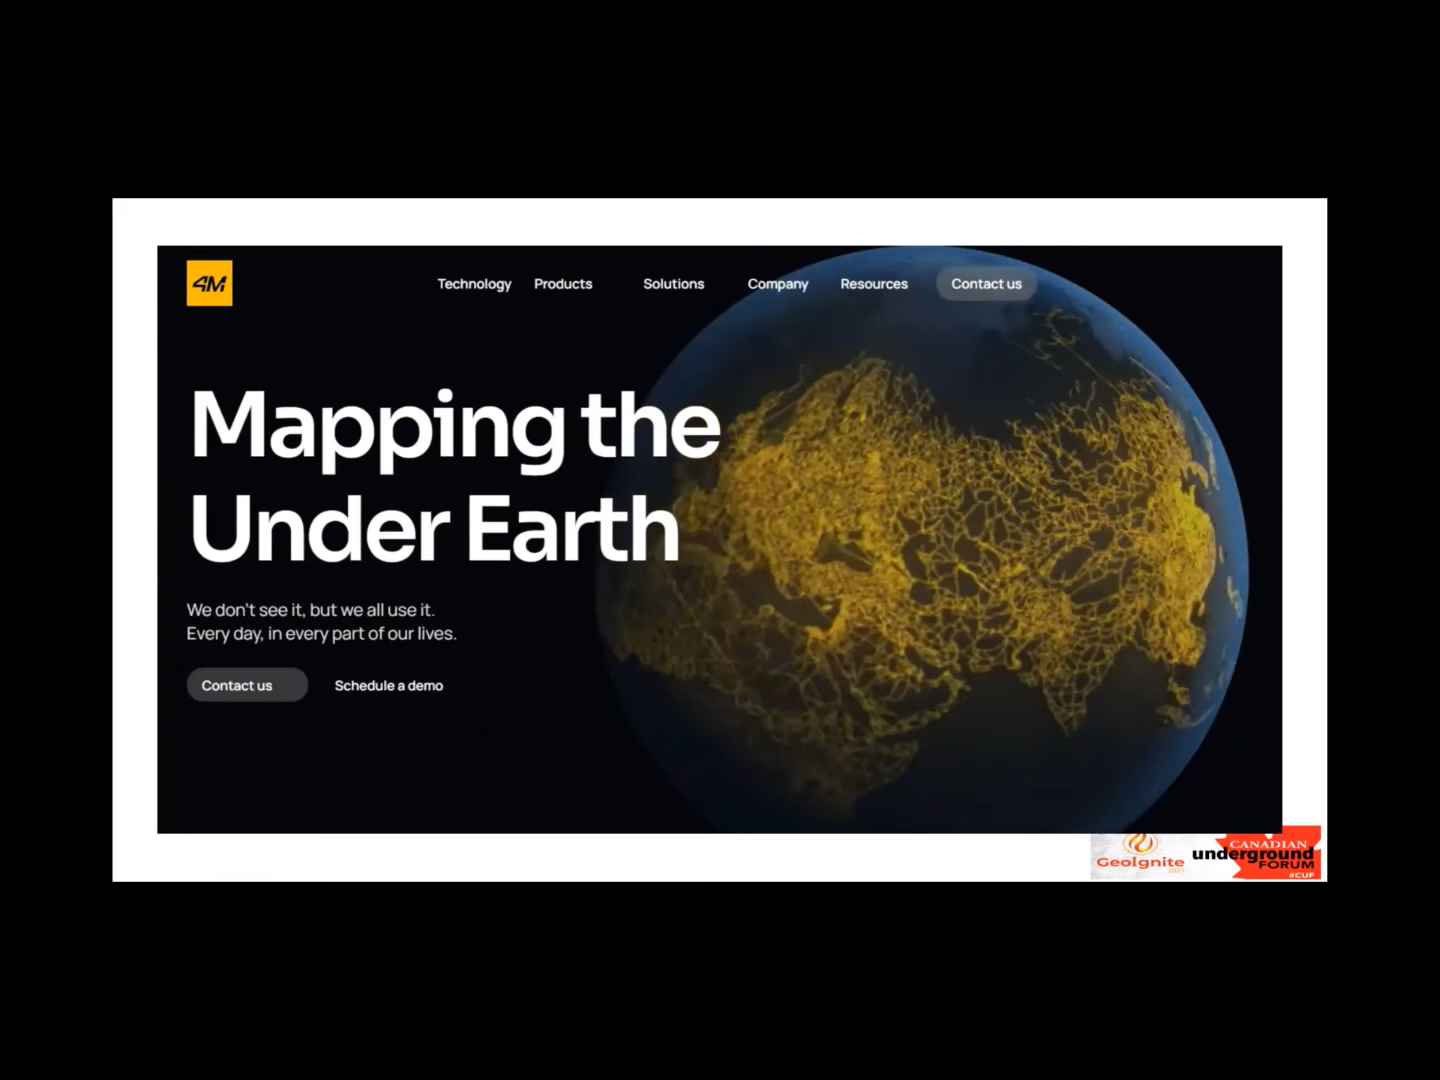 4M
Technology Products Solutions Company Resources Contact us
Mapping the
Under Earth
We don't see it, but we all use it.
Every day, in every part of our lives.
Contact us Schedule a demo
GeoIgnite
2021
CANADIAN
underground
FORUM
#CUF